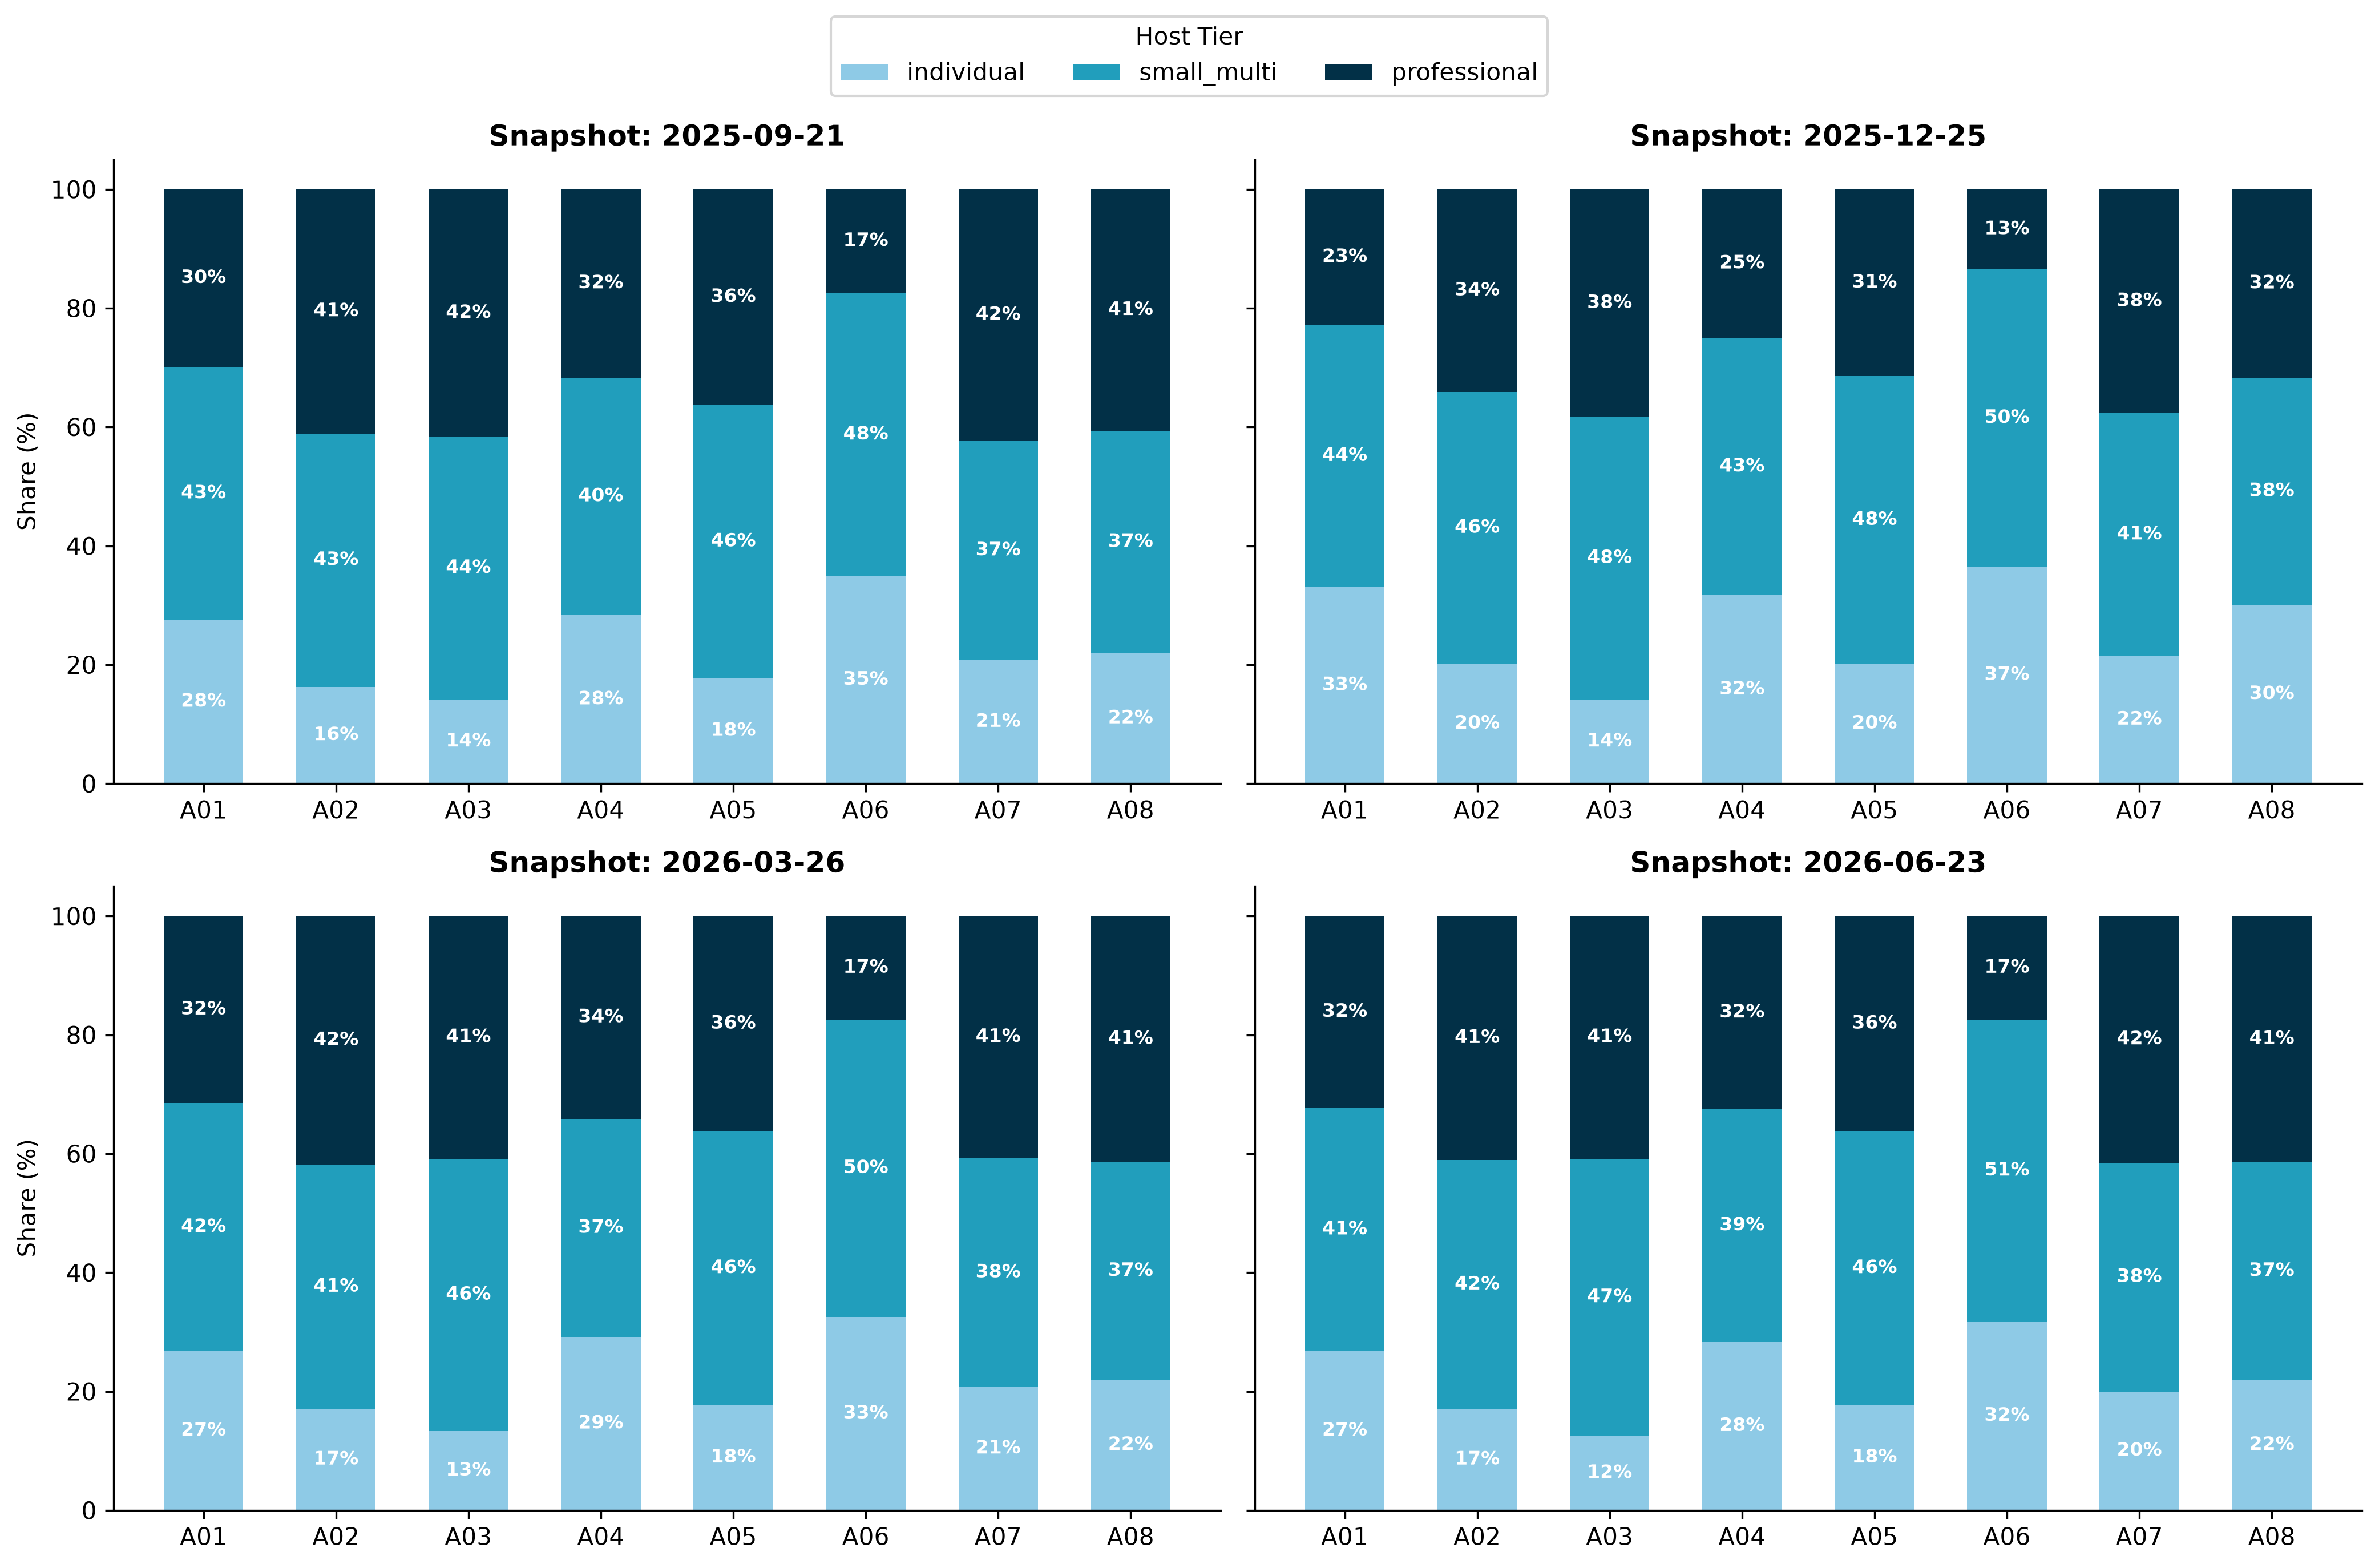 Host Tier
individual small_multi professional
Snapshot: 2025-09-21
Share (%)
100
80
60
40
20
0
30% 41% 42% 32% 36% 17% 42% 41%
43% 43% 44% 40% 46% 48% 37% 37%
28% 16% 14% 28% 18% 35% 21% 22%
A01 A02 A03 A04 A05 A06 A07 A08
Snapshot: 2025-12-25
23% 34% 38% 25% 31% 13% 38% 32%
44% 46% 48% 43% 48% 50% 41% 38%
33% 20% 14% 32% 20% 37% 22% 30%
A01 A02 A03 A04 A05 A06 A07 A08
Snapshot: 2026-03-26
Share (%)
100
80
60
40
20
0
32% 42% 41% 34% 36% 17% 41% 41%
42% 41% 46% 37% 46% 50% 38% 37%
27% 17% 13% 29% 18% 33% 21% 22%
A01 A02 A03 A04 A05 A06 A07 A08
Snapshot: 2026-06-23
32% 41% 41% 32% 36% 17% 42% 41%
41% 42% 47% 39% 46% 51% 38% 37%
27% 17% 12% 28% 18% 32% 20% 22%
A01 A02 A03 A04 A05 A06 A07 A08